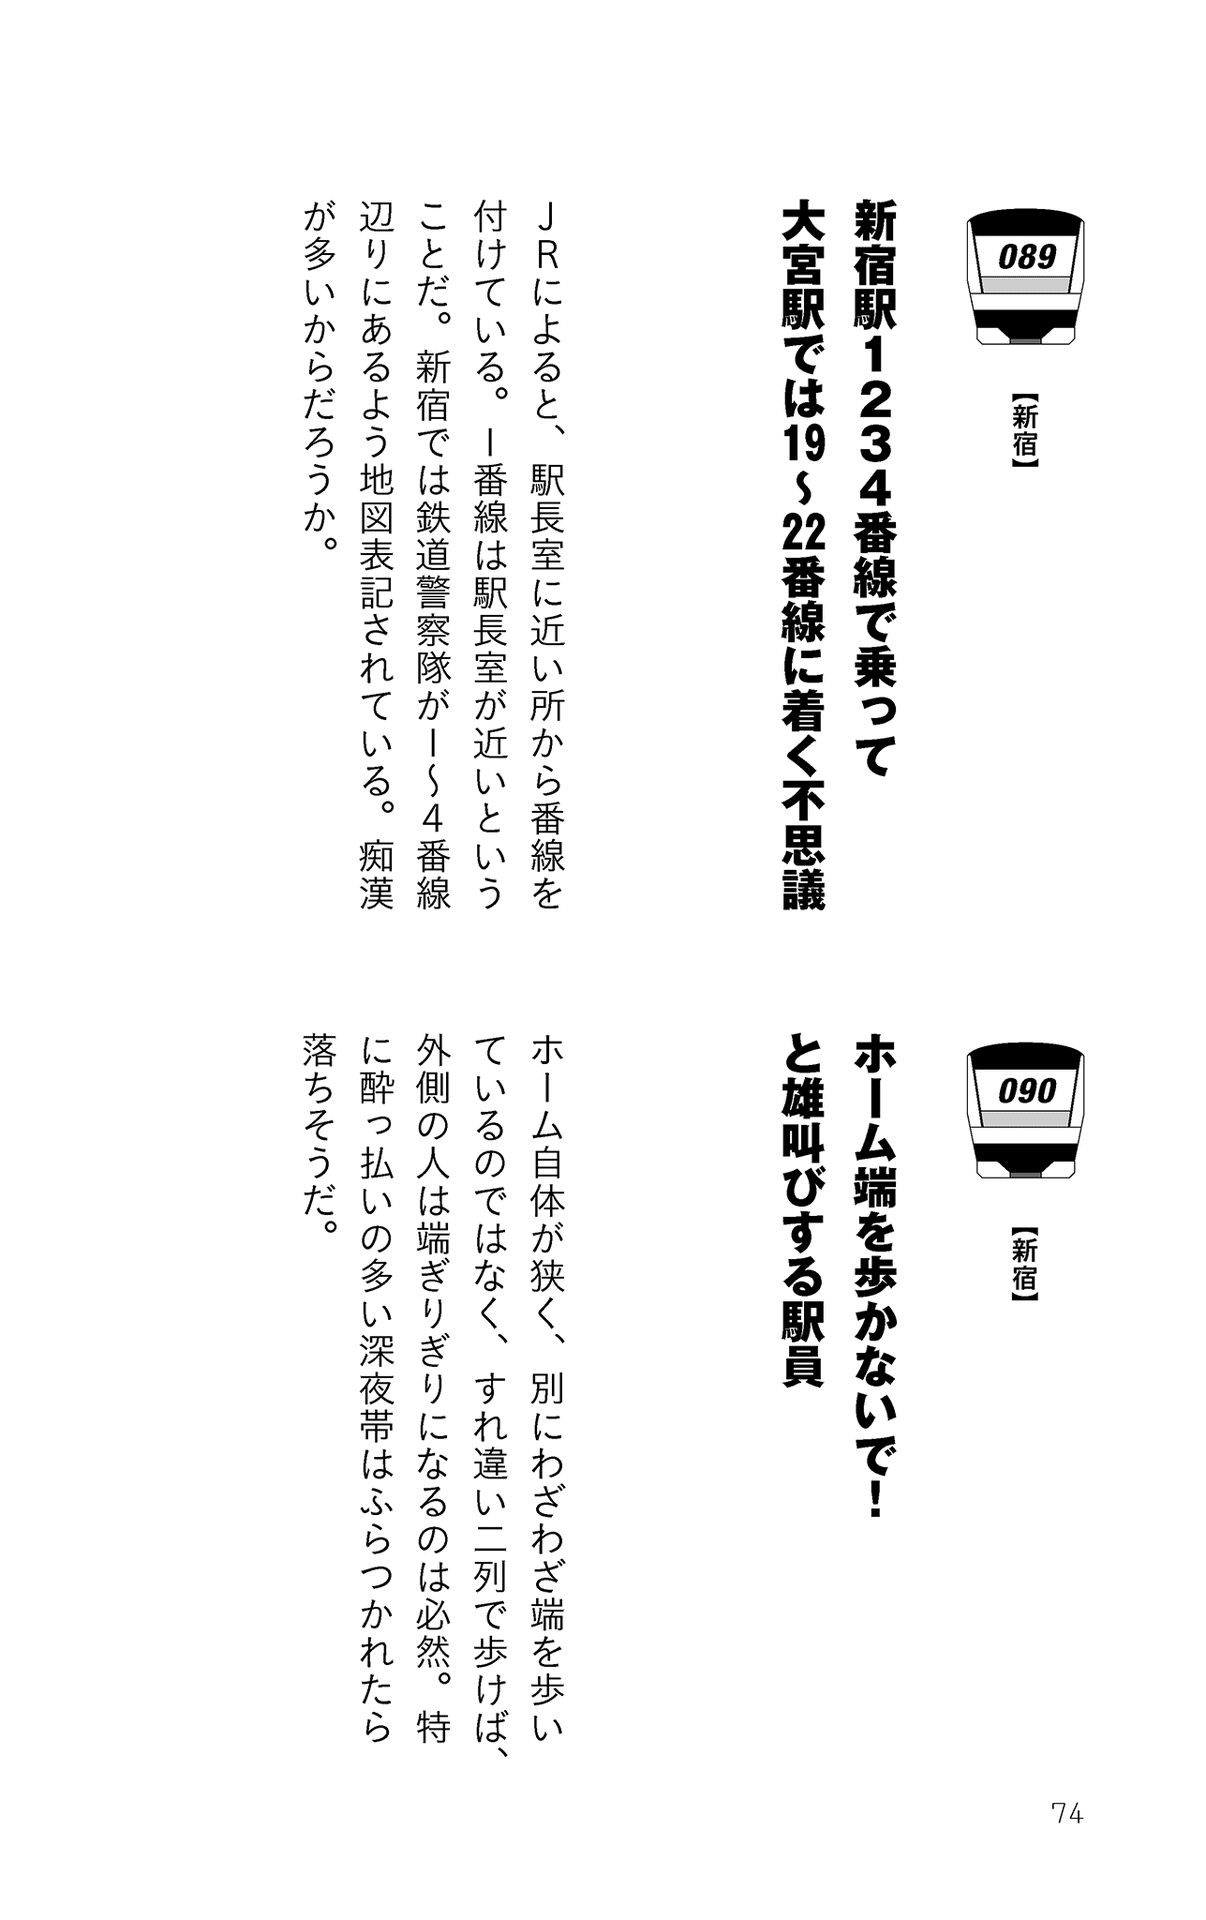 089
【新宿】
新宿駅1234番線で乗って
大宮駅では19〜22番線に着く不思議
JRによると、駅長室に近い所から番線を
付けている。1番線は駅長室が近いという
ことだ。新宿では鉄道警察隊が1〜4番線
辺りにあるよう地図表記されている。痴漢
が多いからだろうか。
090
【新宿】
ホーム端を歩かないで!
と雄叫びする駅員
ホーム自体が狭く、別にわざわざ端を歩い
ているのではなく、すれ違い二列で歩けば、
外側の人は端ぎりぎりになるのは必然。特
に酔っ払いの多い深夜帯はふらつかれたら
落ちそうだ。
74